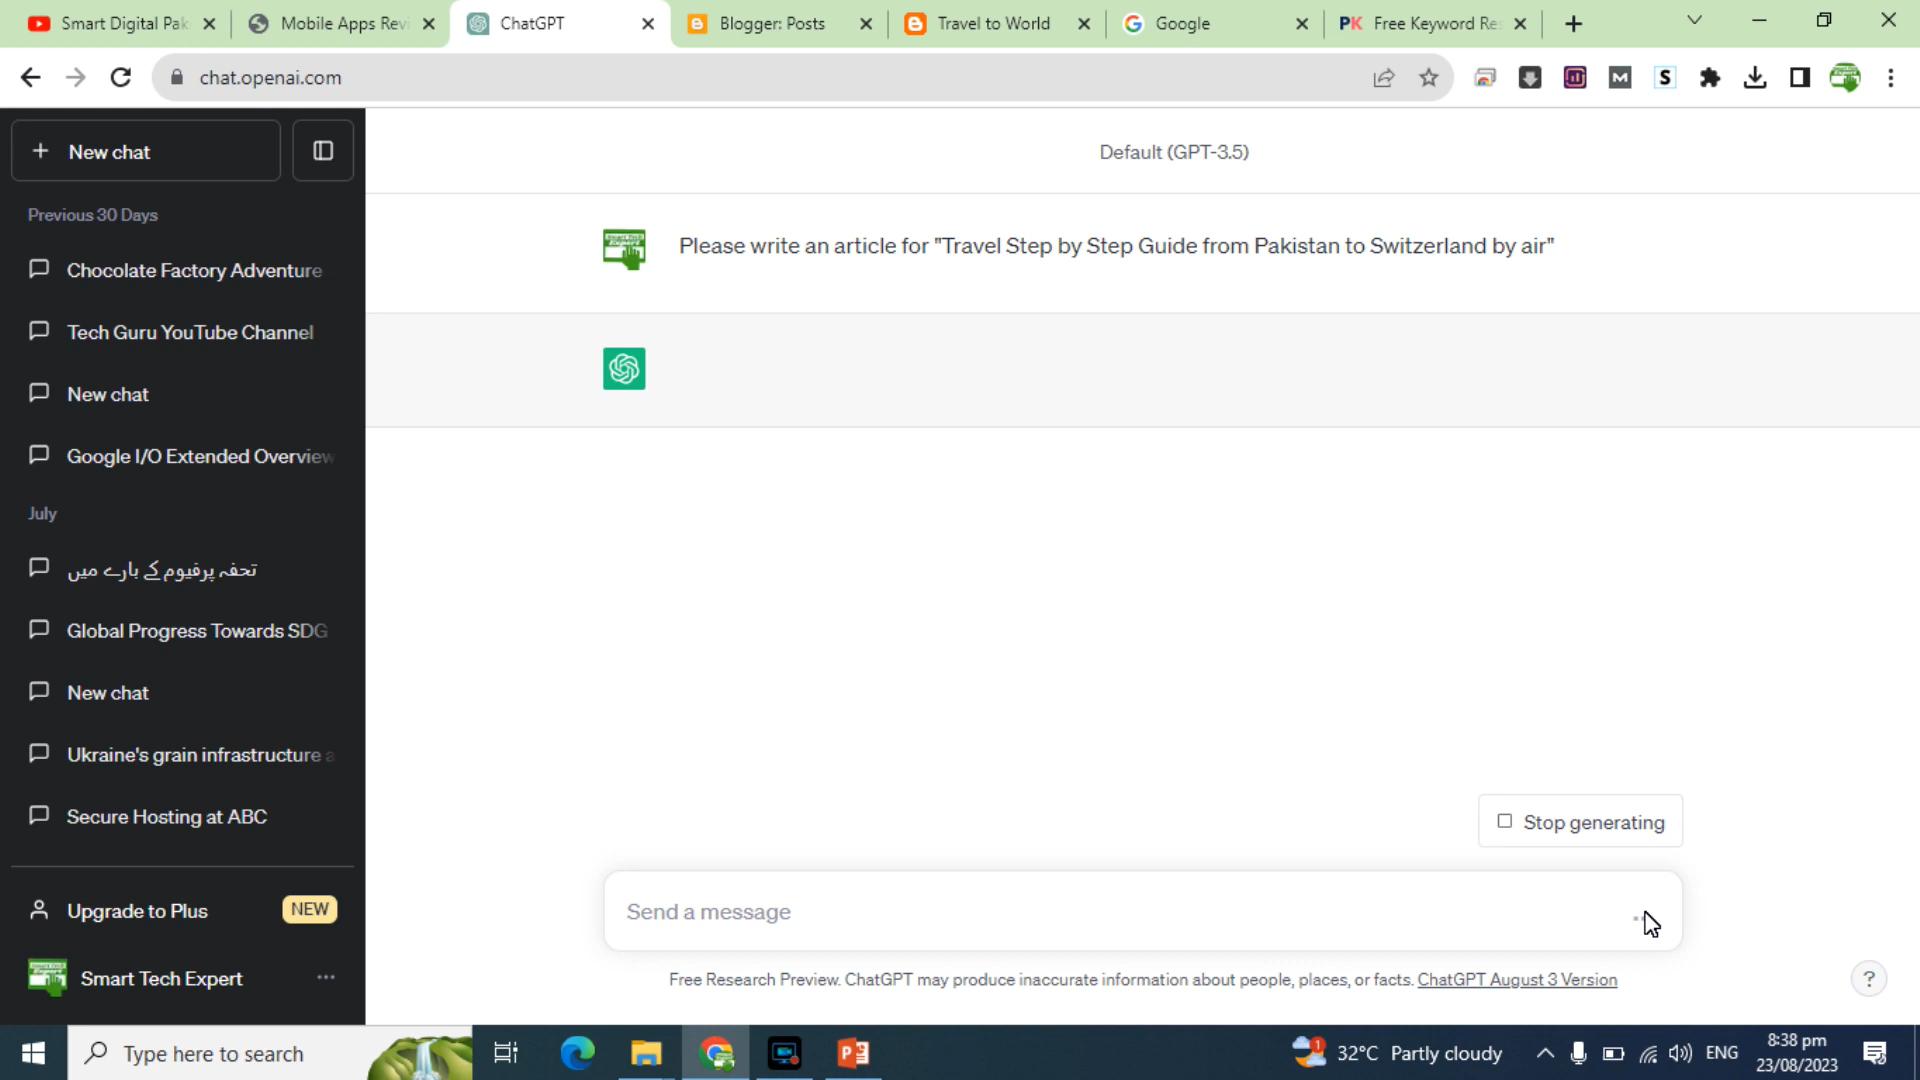 Smart Digital Pak
Mobile Apps Revi
ChatGPT
Blogger: Posts
Travel to World
Google
PK Free Keyword Res
chat.openai.com
M
S
New chat
Default (GPT-3.5)
Previous 30 Days
Chocolate Factory Adventure
Tech Guru YouTube Channel
New chat
Google I/O Extended Overview
July
تحفہ پرفیوم کے بارے میں
Global Progress Towards SDG
New chat
Ukraine's grain infrastructure a
Secure Hosting at ABC
Upgrade to Plus
NEW
Smart Tech Expert
Please write an article for "Travel Step by Step Guide from Pakistan to Switzerland by air"
Stop generating
Send a message
Free Research Preview. ChatGPT may produce inaccurate information about people, places, or facts. ChatGPT August 3 Version
?
Type here to search
1
32°C Partly cloudy
ENG
8:38 pm
23/08/2023